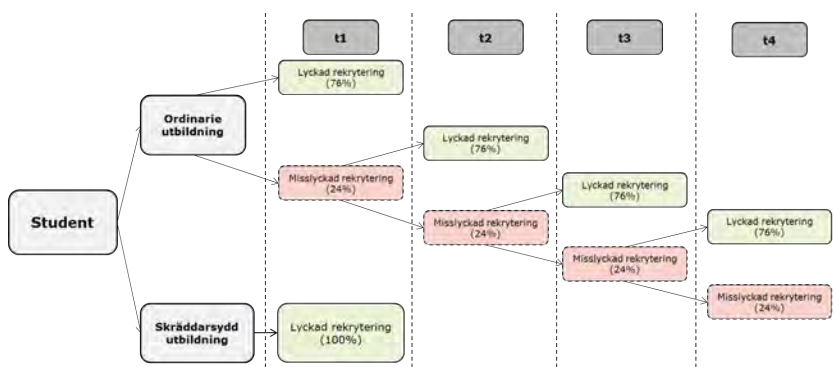 t1
t2
t3
t4
Lyckad rekrytering
(76%)
Ordinarie
utbildning
Lyckad rekrytering
(76%)
Misslyckad rekrytering
(24%)
Lyckad rekrytering
(76%)
Student
Misslyckad rekrytering
(24%)
Lyckad rekrytering
(76%)
Misslyckad rekrytering
(24%)
Misslyckad rekrytering
(24%)
Skräddarsydd
utbildning
Lyckad rekrytering
(100%)